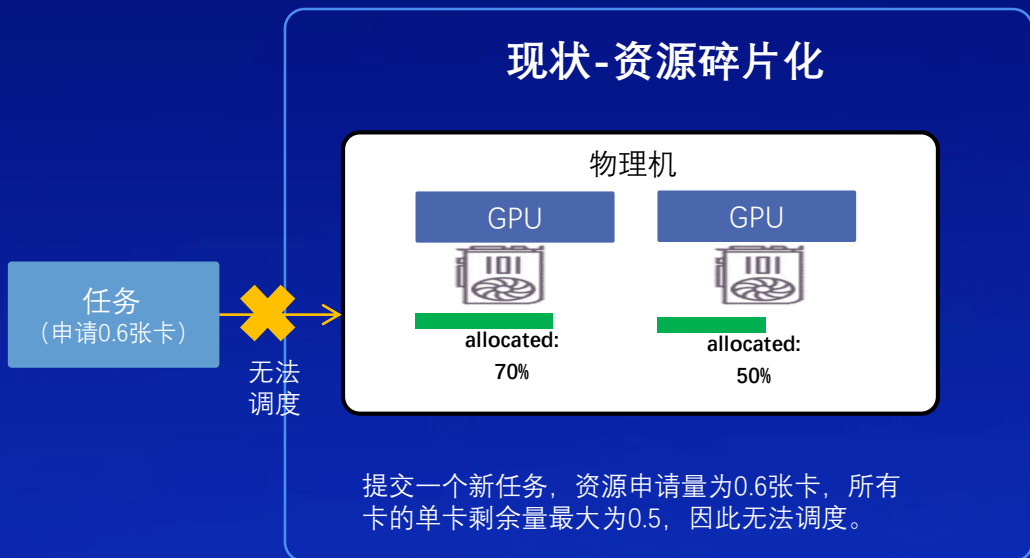 现状-资源碎片化
物理机
GPU
GPU
任务
（申请0.6张卡）
无法
调度
allocated:
70%
allocated:
50%
提交一个新任务，资源申请量为0.6张卡，所有
卡的单卡剩余量最大为0.5，因此无法调度。